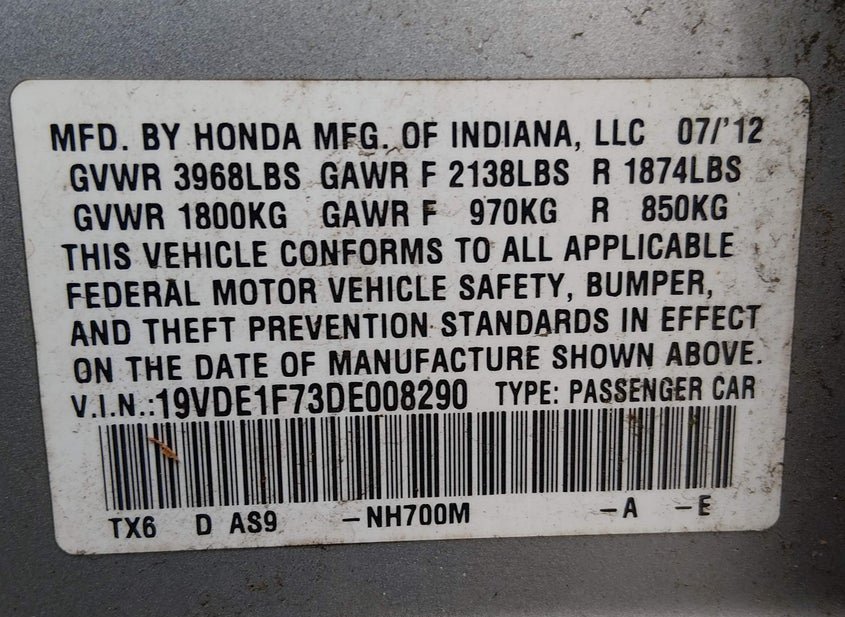 MFD. BY HONDA MFG. OF INDIANA, LLC 07/'12
GVWR 3968LBS GAWR F 2138LBS R 1874LBS
GVWR 1800KG GAWR F 970KG R 850KG
THIS VEHICLE CONFORMS TO ALL APPLICABLE
FEDERAL MOTOR VEHICLE SAFETY, BUMPER,
AND THEFT PREVENTION STANDARDS IN EFFECT
ON THE DATE OF MANUFACTURE SHOWN ABOVE.
V.I.N.:19VDE1F73DE008290 TYPE: PASSENGER CAR
TX6 D AS9 -NH700M -A -E